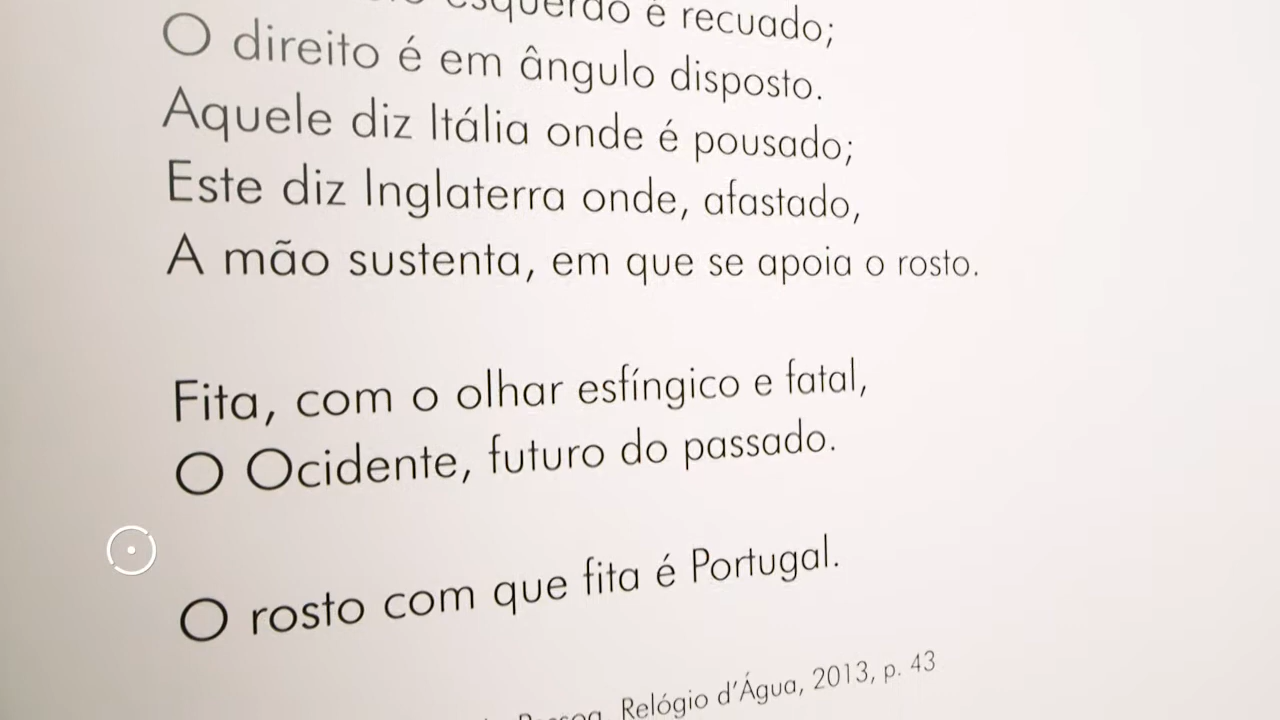 esquerdo é recuado;
O direito é em ângulo disposto.
Aquele diz Itália onde é pousado;
Este diz Inglaterra onde, afastado,
A mão sustenta, em que se apoia o rosto.
Fita, com o olhar esfíngico e fatal,
O Ocidente, futuro do passado.
O rosto com que fita é Portugal.
Relógio d'Água, 2013, p. 43